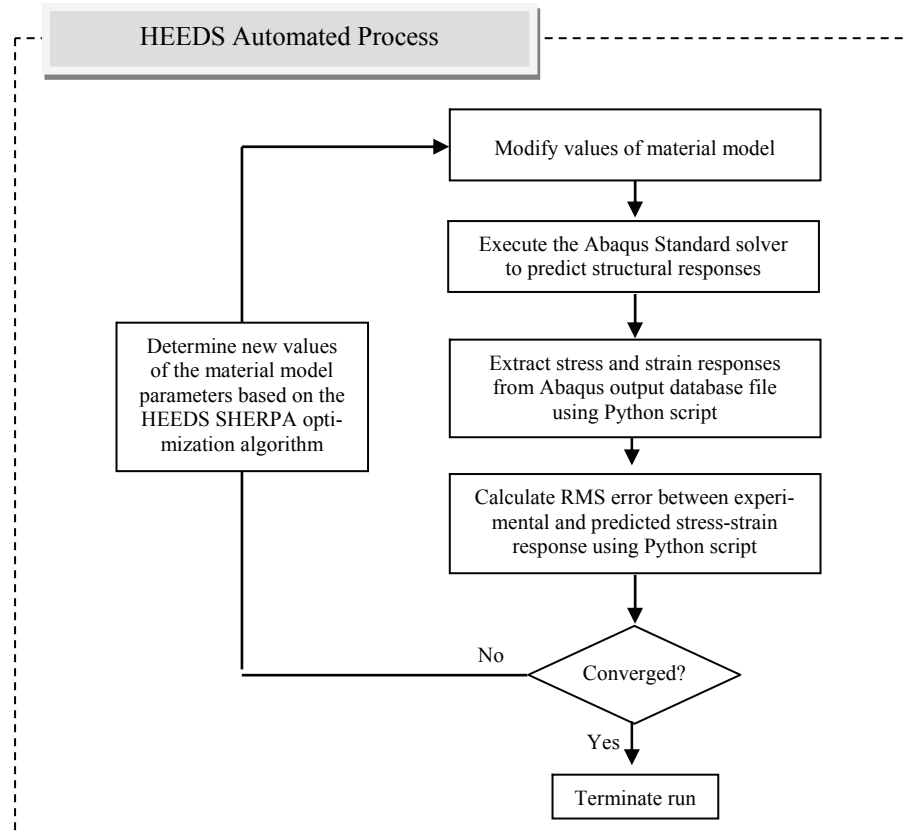 HEEDS Automated Process
Modify values of material model
Execute the Abaqus Standard solver
to predict structural responses
Extract stress and strain responses
from Abaqus output database file
using Python script
Calculate RMS error between experi-
mental and predicted stress-strain
response using Python script
Converged?
No
Determine new values
of the material model
parameters based on the
HEEDS SHERPA opti-
mization algorithm
Yes
Terminate run